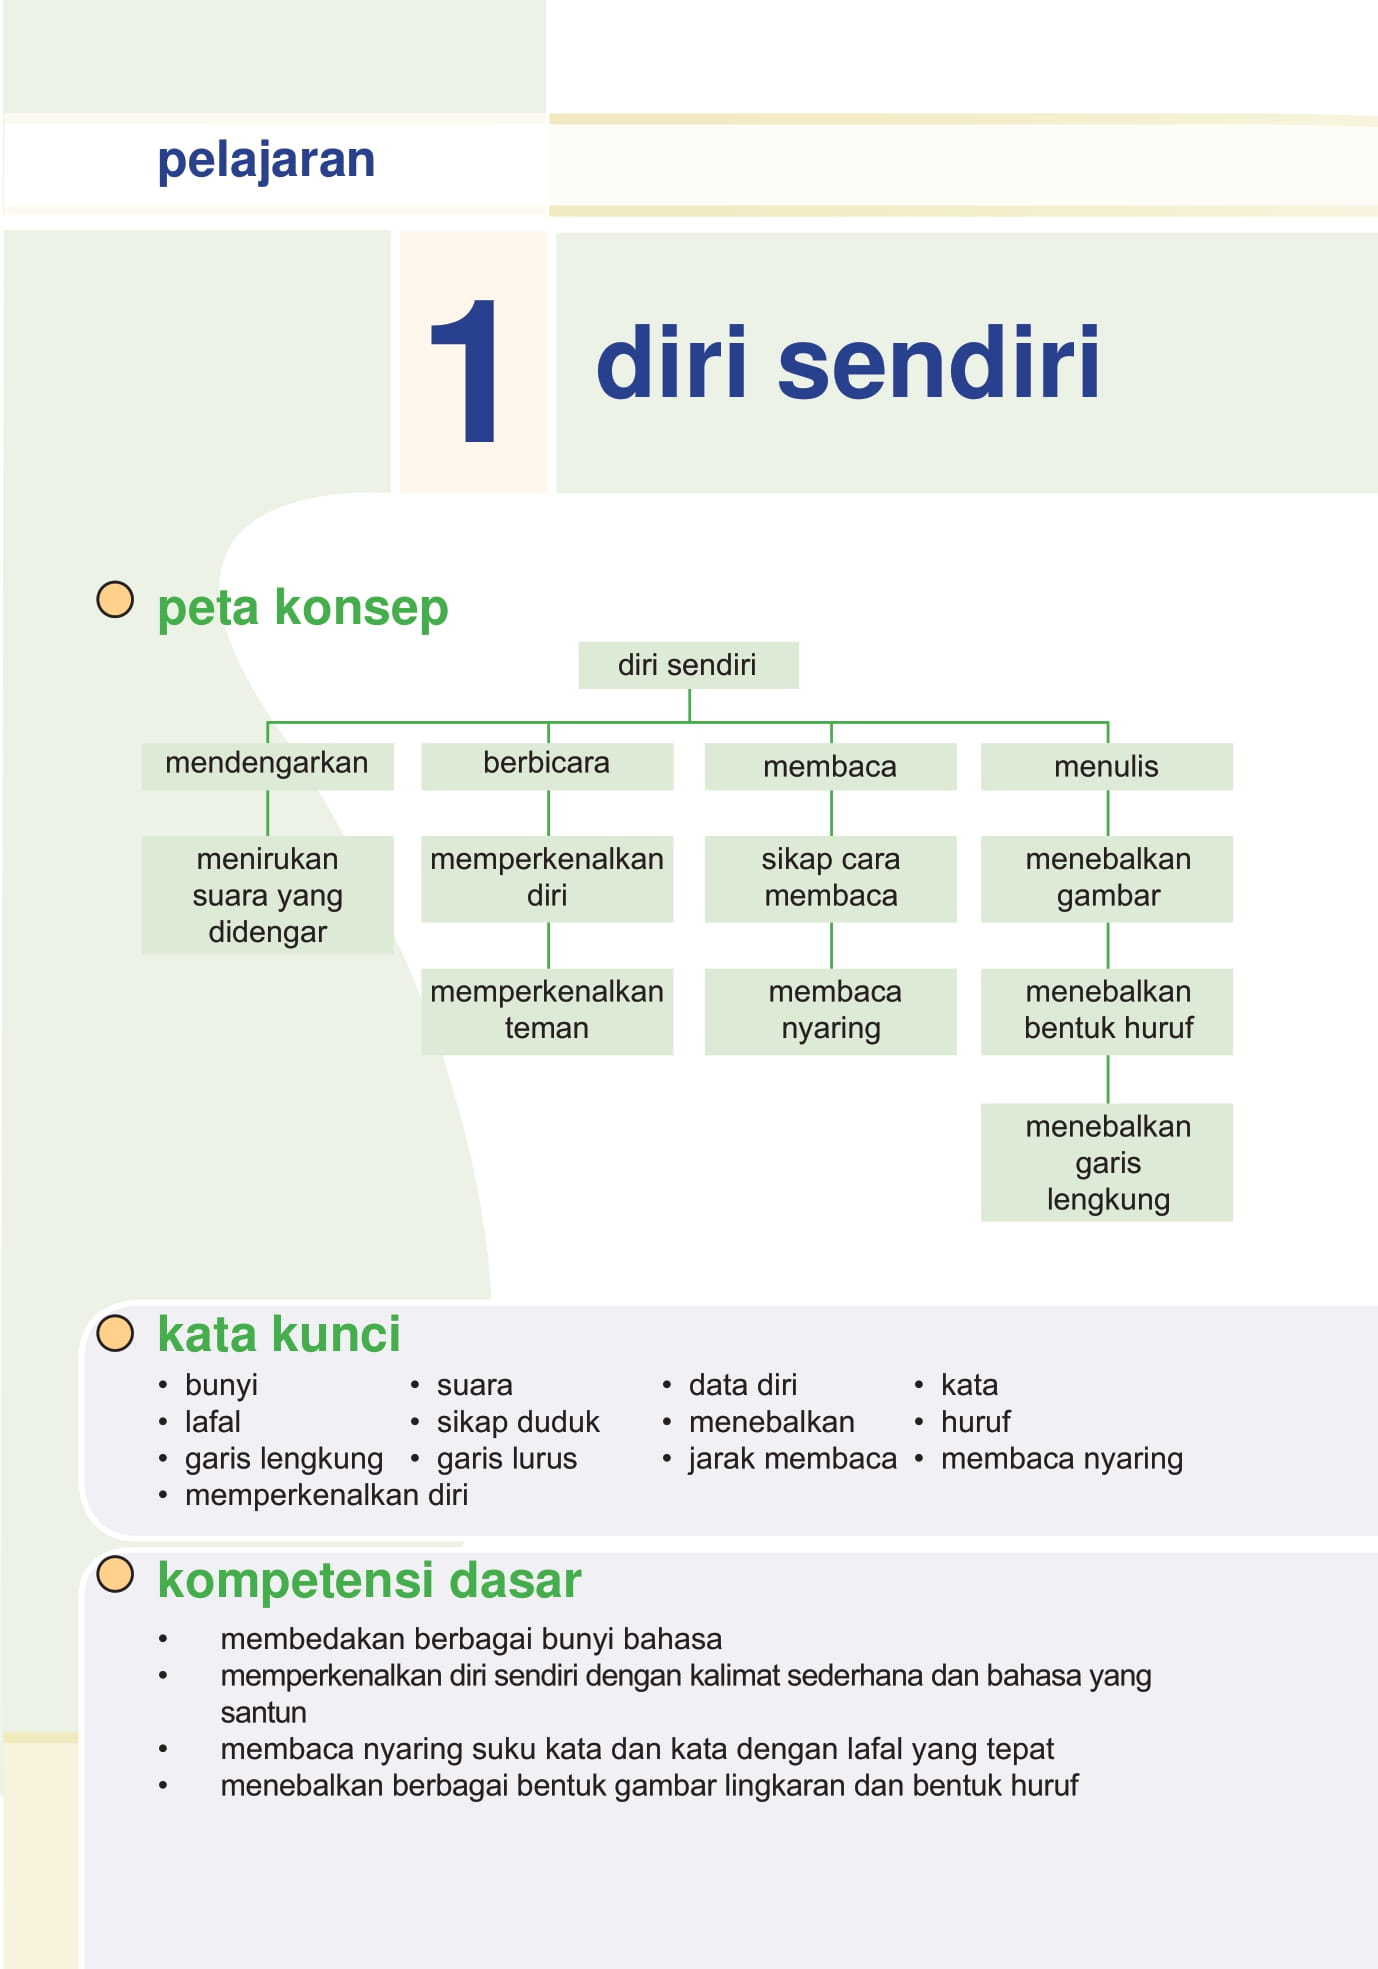 pelajaran
1 diri sendiri
peta konsep
diri sendiri
mendengarkan berbicara membaca menulis
menirukan
suara yang
didengar
memperkenalkan
diri
sikap cara
membaca
menebalkan
gambar
memperkenalkan
teman
membaca
nyaring
menebalkan
bentuk huruf
menebalkan
garis
lengkung
kata kunci
• bunyi • suara • data diri • kata
• lafal • sikap duduk • menebalkan • huruf
• garis lengkung • garis lurus • jarak membaca • membaca nyaring
• memperkenalkan diri
kompetensi dasar
• membedakan berbagai bunyi bahasa
• memperkenalkan diri sendiri dengan kalimat sederhana dan bahasa yang
santun
• membaca nyaring suku kata dan kata dengan lafal yang tepat
• menebalkan berbagai bentuk gambar lingkaran dan bentuk huruf